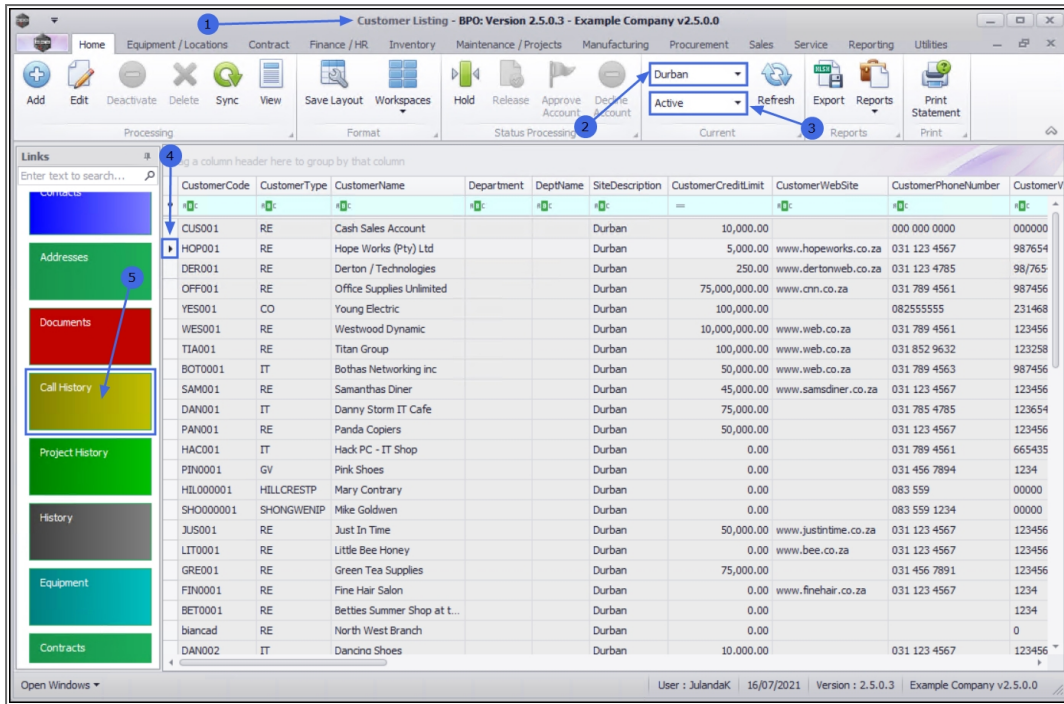 1
Customer Listing - BPO: Version 2.5.0.3 - Example Company v2.5.0.0
Home Equipment / Locations Contract Finance / HR Inventory Maintenance / Projects Manufacturing Procurement Sales Service Reporting Utilities
Add Edit Deactivate Delete Sync View Save Layout Workspaces Hold Release Approve Account Decline Account Durban Active Refresh Export Reports Print Statement
2 3
Processing Format Status Processing Current Reports Print
Links
4
Drag a column header here to group by that column
Enter text to search...
CustomerCode CustomerType CustomerName Department DeptName SiteDescription CustomerCreditLimit CustomerWebSite CustomerPhoneNumber CustomerV
CUS001 RE Cash Sales Account Durban 10,000.00 000 000 0000 000000
HOP001 RE Hope Works (Pty) Ltd Durban 5,000.00 www.hopeworks.co.za 031 123 4567 987654
DER001 RE Derton / Technologies Durban 250.00 www.dertonweb.co.za 031 123 4785 98/765
OFF001 RE Office Supplies Unlimited Durban 75,000,000.00 www.cnn.co.za 031 789 4561 987456
YES001 CO Young Electric Durban 100,000.00 082555555 231468
WES001 RE Westwood Dynamic Durban 10,000,000.00 www.web.co.za 031 789 4561 123456
TIA001 RE Titan Group Durban 100,000.00 www.web.co.za 031 852 9632 123258
BOT0001 IT Bothas Networking inc Durban 50,000.00 www.web.co.za 031 789 4563 987456
SAM001 RE Samanthas Diner Durban 45,000.00 www.samsdiner.co.za 031 123 4567 123456
DAN001 IT Danny Storm IT Cafe Durban 75,000.00 031 785 4785 123654
PAN001 RE Panda Copiers Durban 50,000.00 031 123 4567 123456
HAC001 IT Hack PC - IT Shop Durban 0.00 031 789 4561 665435
PIN0001 GV Pink Shoes Durban 0.00 031 456 7894 1234
HIL000001 HILLCRESTP Mary Contrary Durban 0.00 083 559 00000
SHO000001 SHONGWENIP Mike Goldwen Durban 0.00 083 559 1234 00000
JUS001 RE Just In Time Durban 50,000.00 www.justintime.co.za 031 123 4567 123456
LIT0001 RE Little Bee Honey Durban 0.00 www.bee.co.za 031 123 4567 123456
GRE001 RE Green Tea Supplies Durban 75,000.00 031 456 7891 123456
FIN0001 RE Fine Hair Salon Durban 0.00 www.finehair.co.za 031 123 4567 1234
BET0001 RE Betties Summer Shop at t... Durban 0.00 1234
biancad RE North West Branch Durban 0.00 0
DAN002 IT Dancing Shoes Durban 10,000.00 031 123 4567 123456
Contacts
Addresses
5
Documents
Call History
Project History
History
Equipment
Contracts
Open Windows User : JulandaK 16/07/2021 Version : 2.5.0.3 Example Company v2.5.0.0